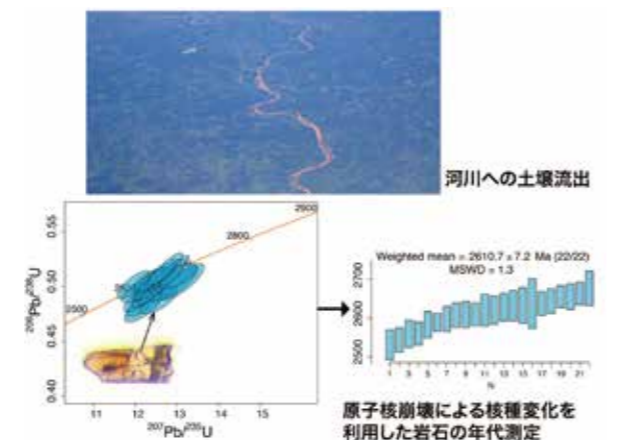 河川への土壌流出
2900
2800
2500
0.55
0.50
0.45
0.40
²⁰⁶Pb/²³⁸U
11 12 13 14 15
²⁰⁷Pb/²³⁵U
Weighted mean = 2610.7 ± 7.2 Ma (22/22)
MSWD = 1.3
2700
2600
2500
1 3 5 7 9 11 13 15 17 19 21
N
原子核崩壊による核種変化を
利用した岩石の年代測定